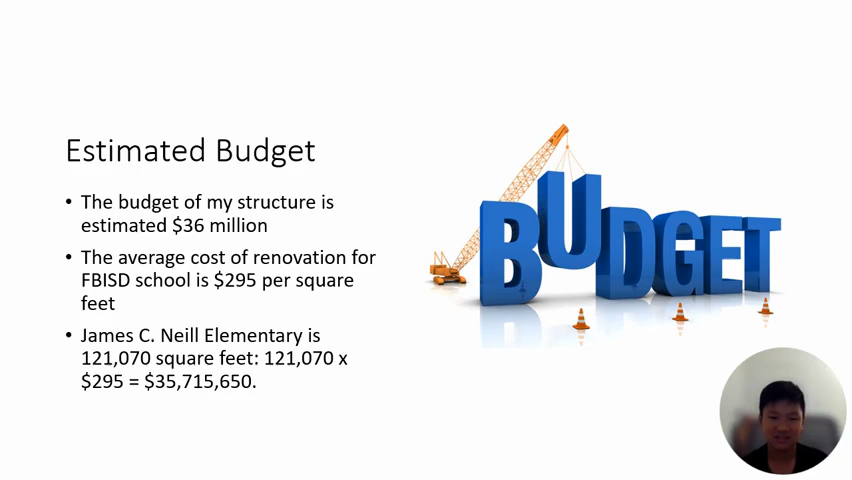 Estimated Budget
• The budget of my structure is
estimated $36 million
• The average cost of renovation for
FBISD school is $295 per square
feet
• James C. Neill Elementary is
121,070 square feet: 121,070 x
$295 = $35,715,650.
BUDGET